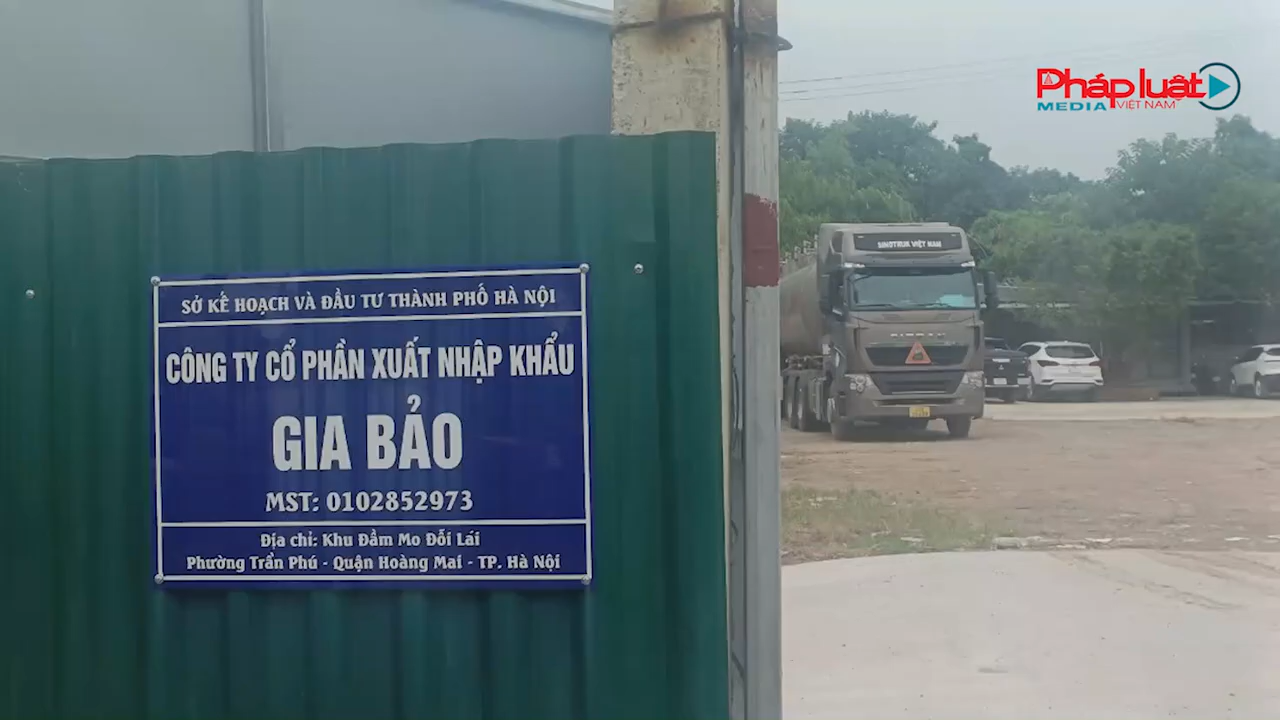 SỞ KẾ HOẠCH VÀ ĐẦU TƯ THÀNH PHỐ HÀ NỘI
CÔNG TY CỔ PHẦN XUẤT NHẬP KHẨU
GIA BẢO
MST: 0102852973
Địa chỉ: Khu Đầm Mo Đỗi Lái
Phường Trần Phú - Quận Hoàng Mai - TP. Hà Nội
Pháp luật
MEDIA VIỆT NAM
SINOTRUK VIỆT NAM